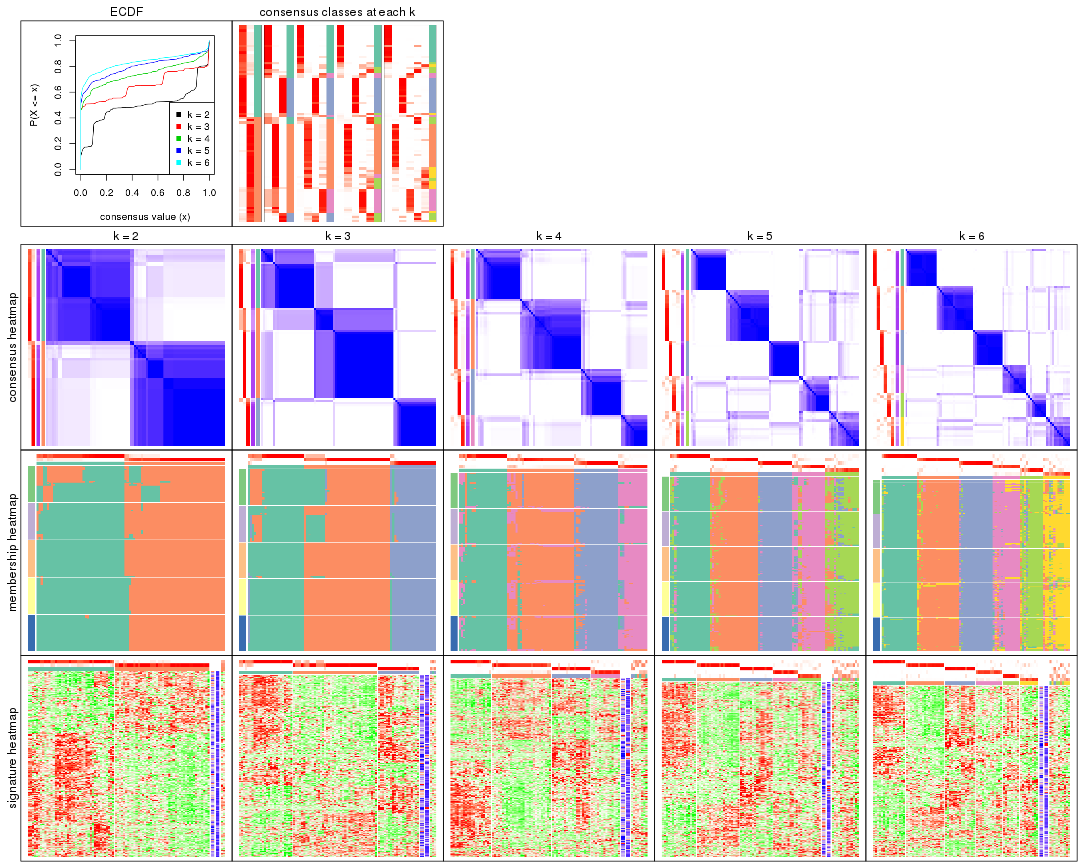 ECDF
consensus classes at each k
P(X <= x)
0.0 0.2 0.4 0.6 0.8 1.0
k = 2
k = 3
k = 4
k = 5
k = 6
0.0 0.2 0.4 0.6 0.8 1.0
consensus value (x)
k = 2
k = 3
k = 4
k = 5
k = 6
consensus heatmap
membership heatmap
signature heatmap